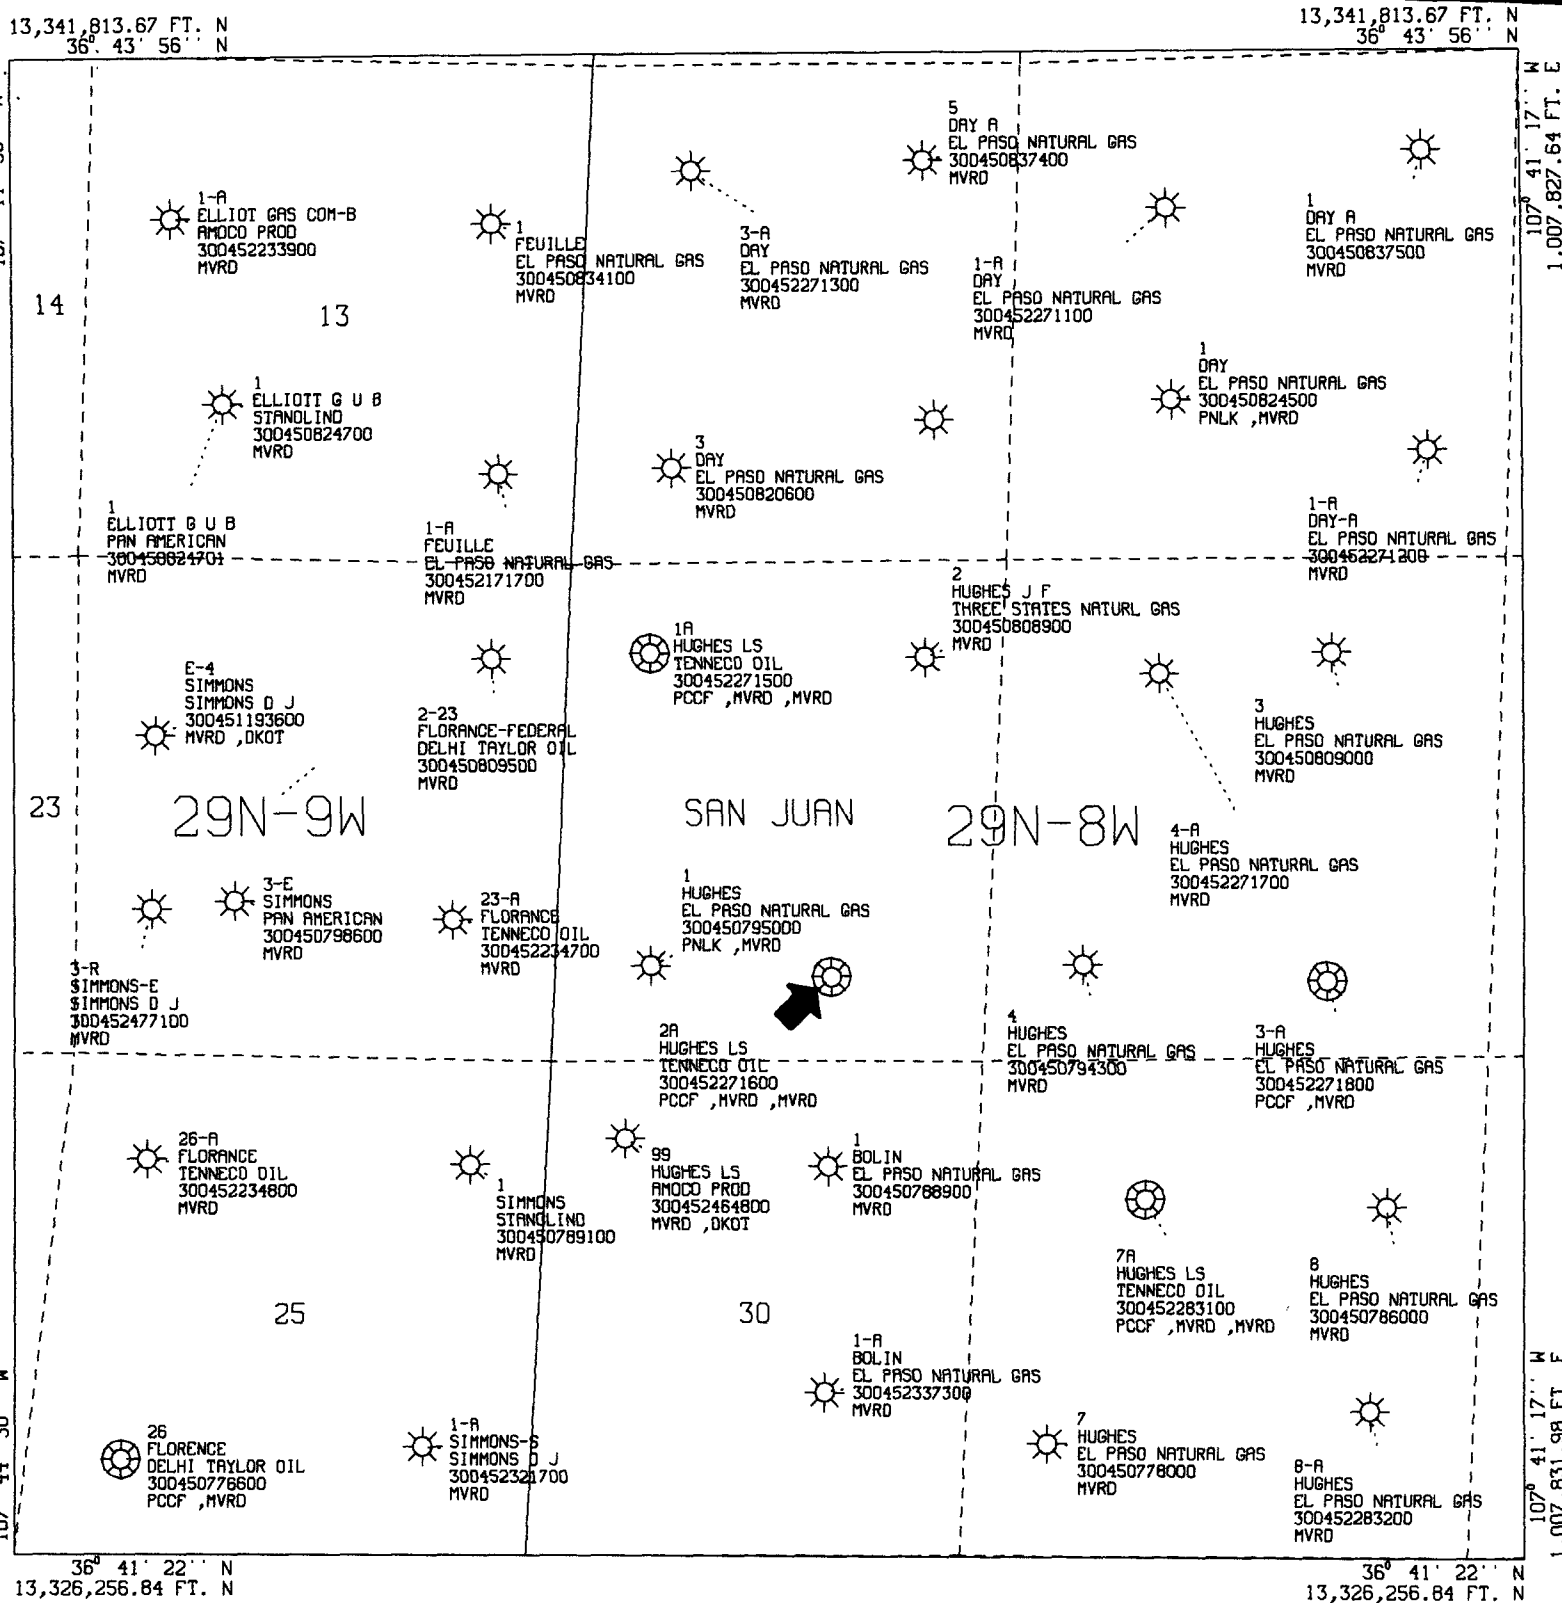 13,341,813.67 FT. N
36° 43' 56'' N
13,341,813.67 FT. N
36° 43' 56'' N
107° 41' 17'' W
1,007,827.64 FT. E
5
DAY A
EL PASO NATURAL GAS
300450837400
MVRD
1-A
ELLIOT GAS COM-B
AMOCO PROD
300452233900
MVRD
1
FEUILLE
EL PASO NATURAL GAS
300450834100
MVRD
3-A
DAY
EL PASO NATURAL GAS
300452271300
MVRD
1-A
DAY
EL PASO NATURAL GAS
300452271100
MVRD
1
DAY A
EL PASO NATURAL GAS
300450837500
MVRD
14
13
1
ELLIOTT G U B
STANOLIND
300450824700
MVRD
1
DAY
EL PASO NATURAL GAS
300450824500
PNLK ,MVRD
3
DAY
EL PASO NATURAL GAS
300450820600
MVRD
1
ELLIOTT G U B
PAN AMERICAN
300450824701
MVRD
1-A
FEUILLE
EL PASO NATURAL GAS
300452171700
MVRD
1-A
DAY-A
EL PASO NATURAL GAS
300452271200
MVRD
2
HUGHES J F
THREE STATES NATURL GAS
300450808900
MVRD
1A
HUGHES LS
TENNECO OIL
300452271500
PCCF ,MVRD ,MVRD
E-4
SIMMONS
SIMMONS D J
300451193600
MVRD ,DKOT
2-23
FLORANCE-FEDERAL
DELHI TAYLOR OIL
300450809500
MVRD
3
HUGHES
EL PASO NATURAL GAS
300450809000
MVRD
23
29N-9W
SAN JUAN
29N-8W
4-A
HUGHES
EL PASO NATURAL GAS
300452271700
MVRD
3-E
SIMMONS
PAN AMERICAN
300450798600
MVRD
23-A
FLORANCE
TENNECO OIL
300452234700
MVRD
1
HUGHES
EL PASO NATURAL GAS
300450795000
PNLK ,MVRD
3-R
SIMMONS-E
SIMMONS D J
300452477100
MVRD
2A
HUGHES LS
TENNECO OIL
300452271600
PCCF ,MVRD ,MVRD
4
HUGHES
EL PASO NATURAL GAS
300450794300
MVRD
3-A
HUGHES
EL PASO NATURAL GAS
300452271800
PCCF ,MVRD
26-A
FLORANCE
TENNECO OIL
300452234800
MVRD
1
SIMMONS
STANOLIND
300450789100
MVRD
99
HUGHES LS
AMOCO PROD
300452464800
MVRD ,DKOT
1
BOLIN
EL PASO NATURAL GAS
300450788900
MVRD
7A
HUGHES LS
TENNECO OIL
300452283100
PCCF ,MVRD ,MVRD
8
HUGHES
EL PASO NATURAL GAS
300450786000
MVRD
25
30
1-A
BOLIN
EL PASO NATURAL GAS
300452337300
MVRD
26
FLORENCE
DELHI TAYLOR OIL
300450776600
PCCF ,MVRD
1-A
SIMMONS-S
SIMMONS D J
300452321700
MVRD
7
HUGHES
EL PASO NATURAL GAS
300450778000
MVRD
8-A
HUGHES
EL PASO NATURAL GAS
300452283200
MVRD
107° 41' 17'' W
1,007,831.98 FT. E
36° 41' 22'' N
13,326,256.84 FT. N
36° 41' 22'' N
13,326,256.84 FT. N